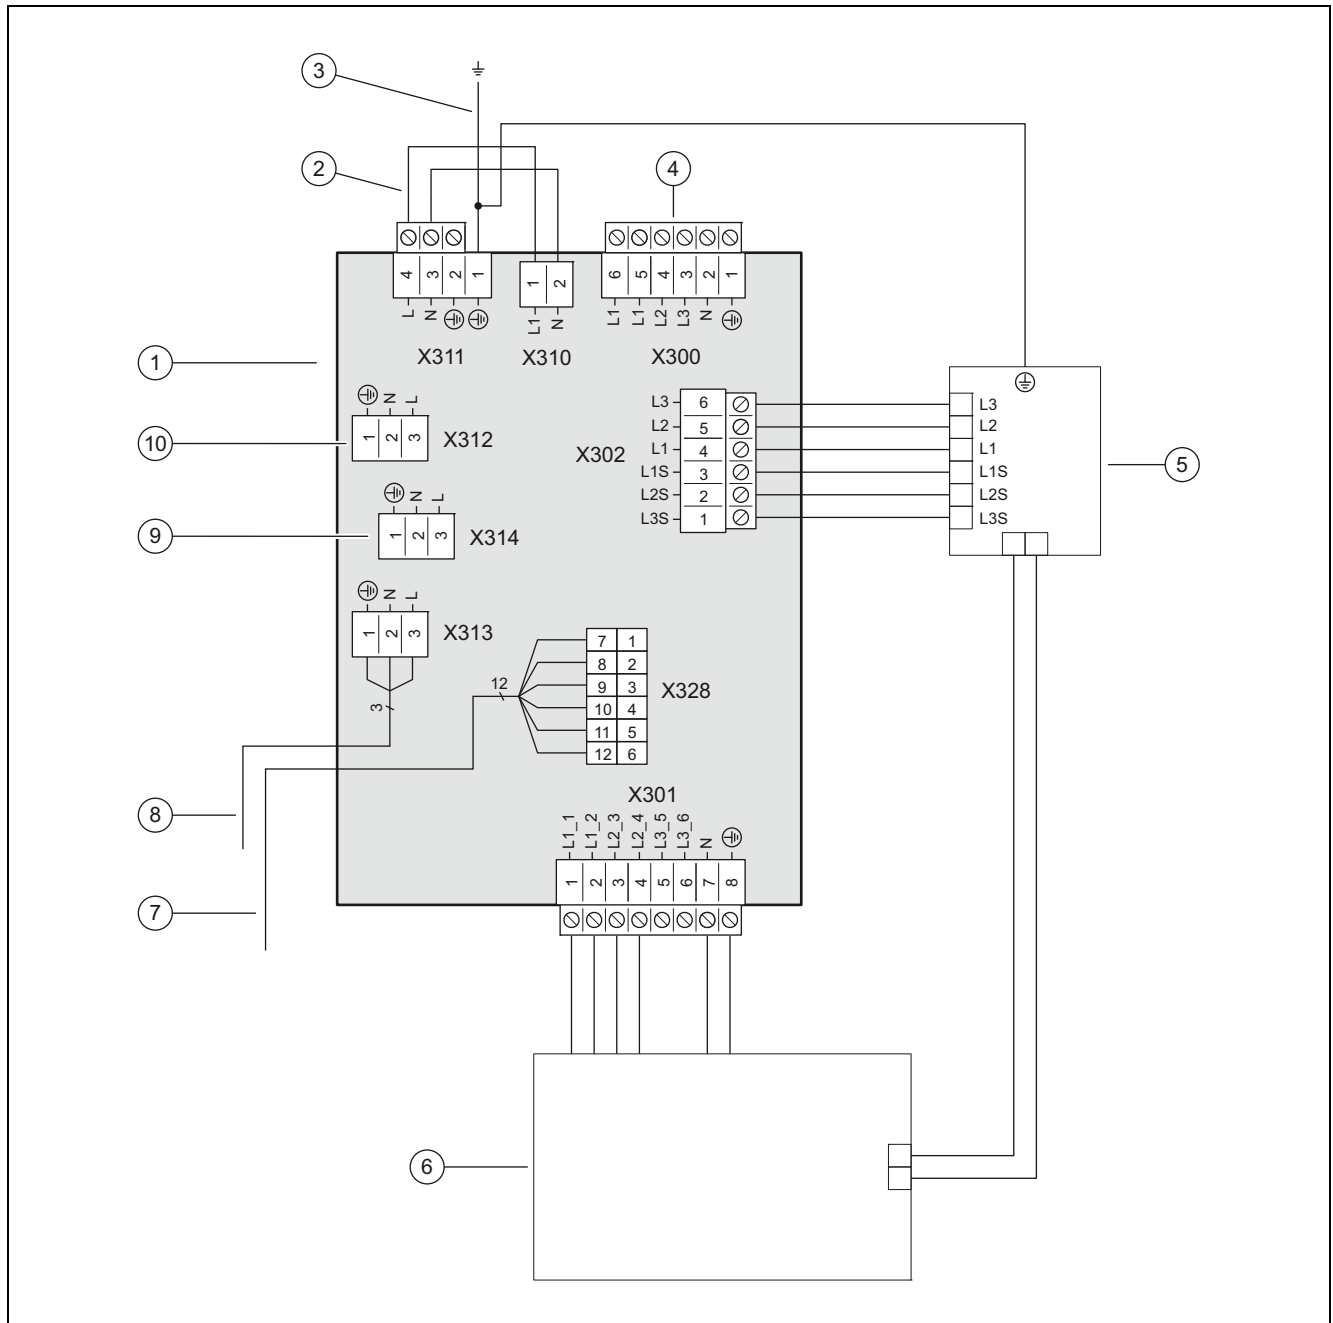 3
2
4
4 3 2 1
1 2
6 5 4 3 2 1
L N
L1 N
L1 L1 L2 L3 N
X311
X310
X300
1
N L
1 2 3
X312
10
L3 6
L2 5
L1 4
L1S 3
L2S 2
L3S 1
X302
L3
L2
L1
L1S
L2S
L3S
5
N L
1 2 3
X314
9
N L
1 2 3
X313
3
12
7 1
8 2
9 3
10 4
11 5
12 6
X328
8
7
X301
L1_1 L1_2 L2_3 L2_4 L3_5 L3_6 N
1 2 3 4 5 6 7 8
6